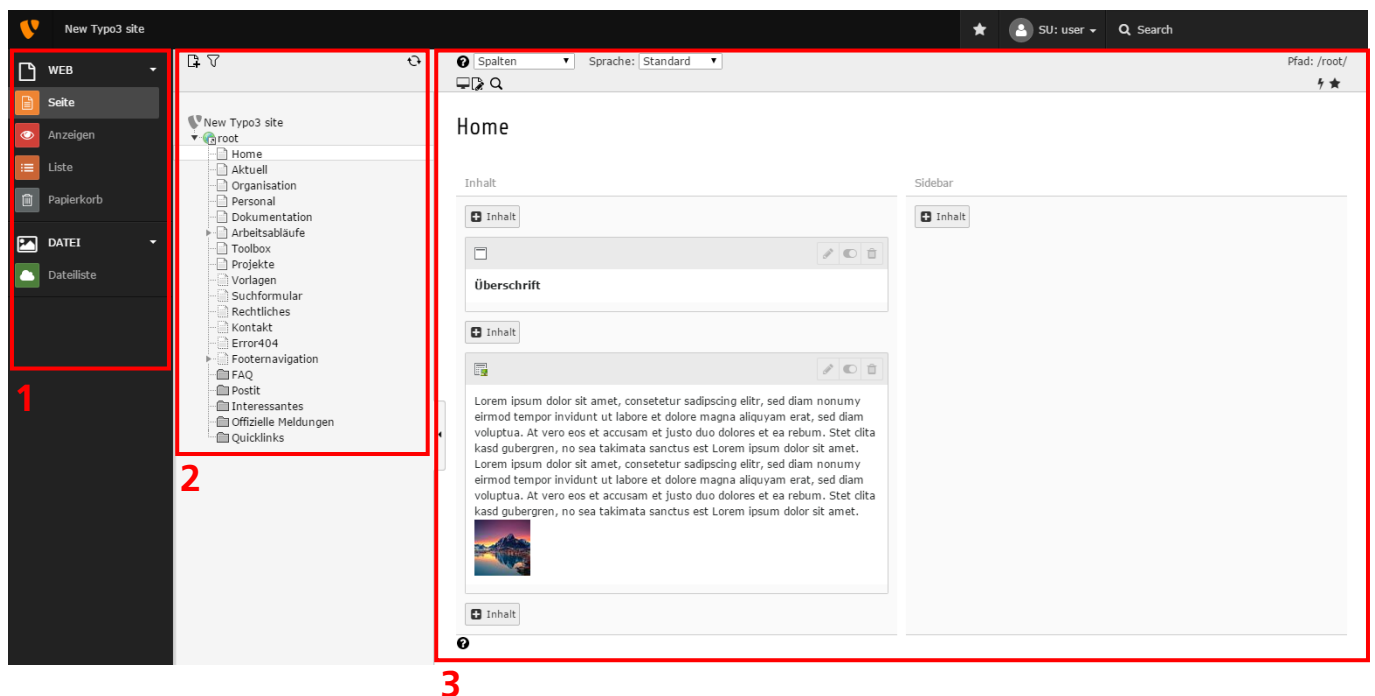 New Typo3 site
SU: user
Search
WEB
Seite
Anzeigen
Liste
Papierkorb
DATEI
Dateiliste
1
New Typo3 site
root
Home
Aktuell
Organisation
Personal
Dokumentation
Arbeitsabläufe
Toolbox
Projekte
Vorlagen
Suchformular
Rechtliches
Kontakt
Error404
Footernavigation
FAQ
Postit
Interessantes
Offizielle Meldungen
Quicklinks
2
Spalten
Sprache: Standard
Pfad: /root/
Home
Inhalt
Inhalt
Überschrift
Inhalt
Lorem ipsum dolor sit amet, consetetur sadipscing elitr, sed diam nonumy
eirmod tempor invidunt ut labore et dolore magna aliquyam erat, sed diam
voluptua. At vero eos et accusam et justo duo dolores et ea rebum. Stet clita
kasd gubergren, no sea takimata sanctus est Lorem ipsum dolor sit amet.
Lorem ipsum dolor sit amet, consetetur sadipscing elitr, sed diam nonumy
eirmod tempor invidunt ut labore et dolore magna aliquyam erat, sed diam
voluptua. At vero eos et accusam et justo duo dolores et ea rebum. Stet clita
kasd gubergren, no sea takimata sanctus est Lorem ipsum dolor sit amet.
Inhalt
Sidebar
Inhalt
3